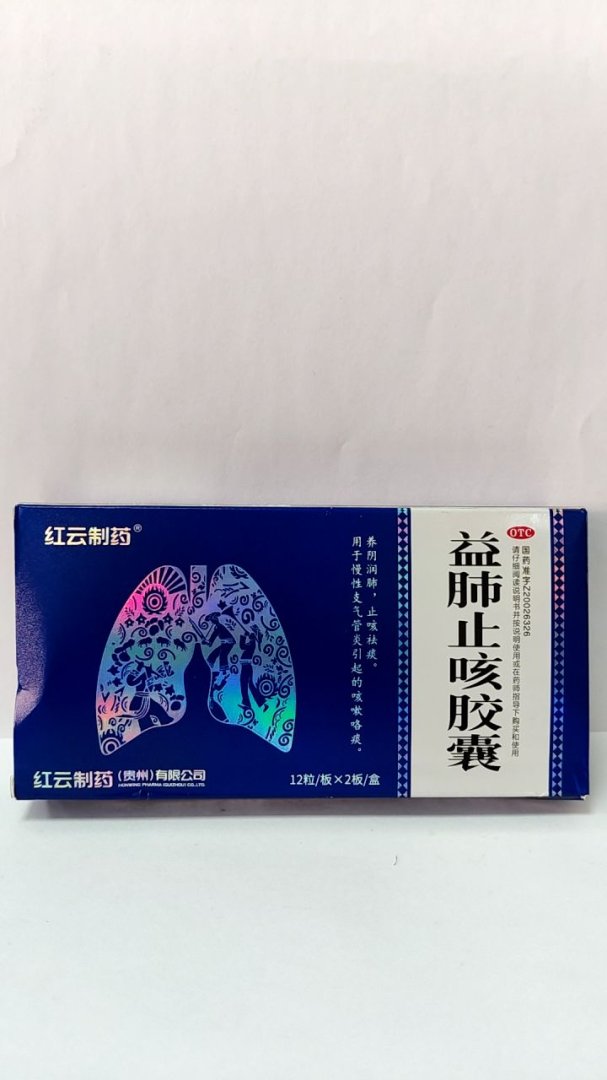 红云制药®
养阴润肺，止咳祛痰。
用于慢性支气管炎引起的咳嗽咯痰。
OTC
国药准字Z20026326
请仔细阅读说明书并按说明使用或在药师指导下购买和使用
益肺止咳胶囊
红云制药(贵州)有限公司
HONWING PHARMA (GUIZHOU) CO.,LTD.
12粒/板×2板/盒